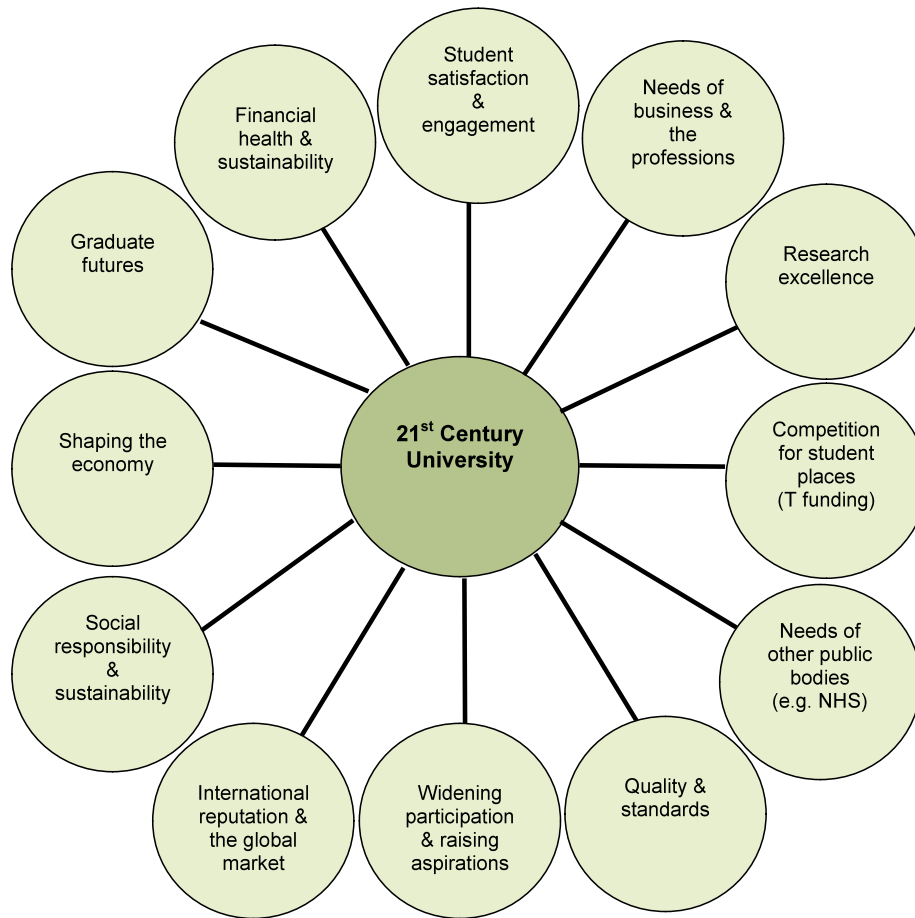 Student
satisfaction
&
engagement
Needs of
business &
the
professions
Research
excellence
Competition
for student
places
(T funding)
Needs of
other public
bodies
(e.g. NHS)
Quality &
standards
Widening
participation
& raising
aspirations
International
reputation &
the global
market
Social
responsibility
&
sustainability
Shaping the
economy
Graduate
futures
Financial
health &
sustainability
21st Century
University